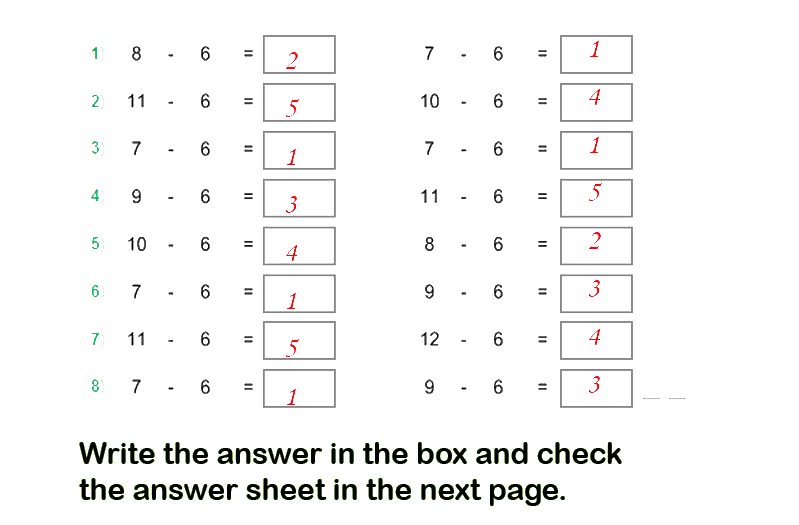 1) 8 - 6 = 2 7 - 6 = 1
2) 11 - 6 = 5 10 - 6 = 4
3) 7 - 6 = 1 7 - 6 = 1
4) 9 - 6 = 3 11 - 6 = 5
5) 10 - 6 = 4 8 - 6 = 2
6) 7 - 6 = 1 9 - 6 = 3
7) 11 - 6 = 5 12 - 6 = 4
8) 7 - 6 = 1 9 - 6 = 3
Write the answer in the box and check
the answer sheet in the next page.